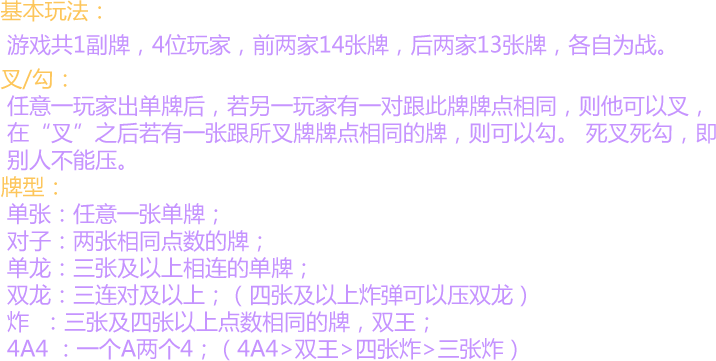 基本玩法：
游戏共1副牌，4位玩家，前两家14张牌，后两家13张牌，各自为战。
叉/勾：
任意一玩家出单牌后，若另一玩家有一对跟此牌牌点相同，则他可以叉，
在“叉”之后若有一张跟所叉牌牌点相同的牌，则可以勾。 死叉死勾，即
别人不能压。
牌型：
单张：任意一张单牌；
对子：两张相同点数的牌；
单龙：三张及以上相连的单牌；
双龙：三连对及以上；（四张及以上炸弹可以压双龙）
炸 ：三张及四张以上点数相同的牌，双王；
4A4 ：一个A两个4；（4A4>双王>四张炸>三张炸）